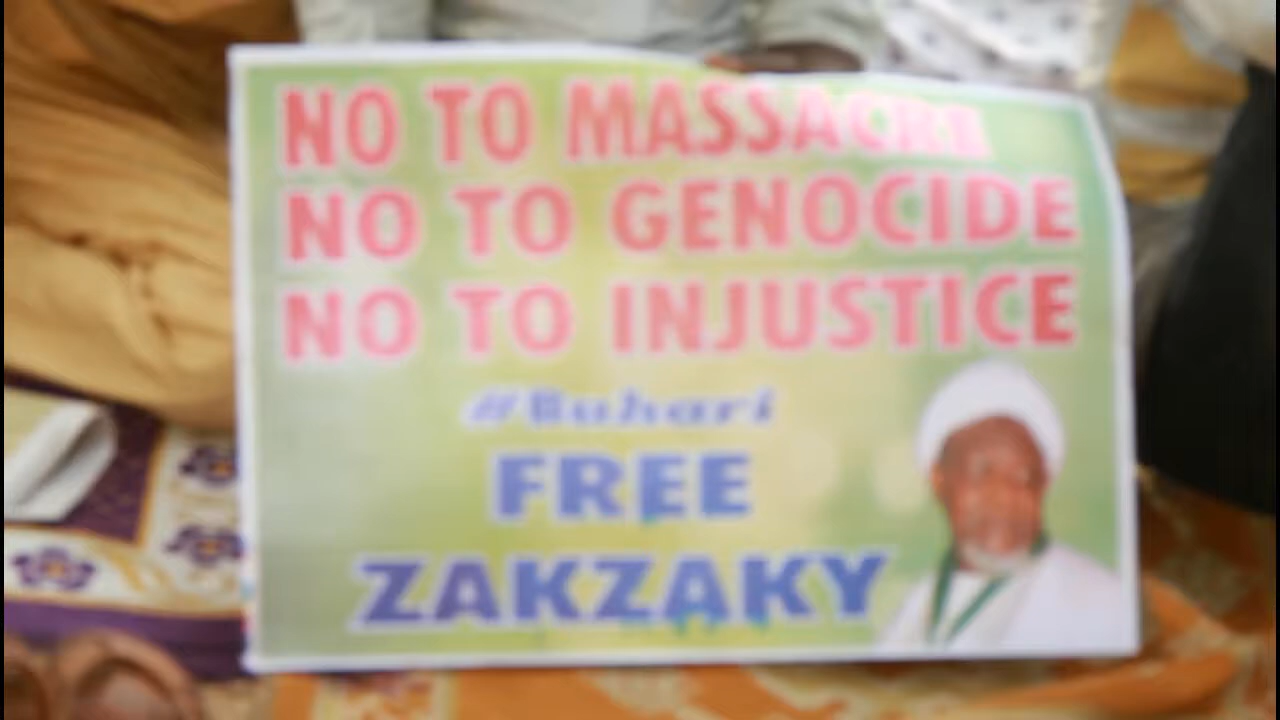 NO TO MASSACRE
NO TO GENOCIDE
NO TO INJUSTICE
#Buhari
FREE
ZAKZAKY